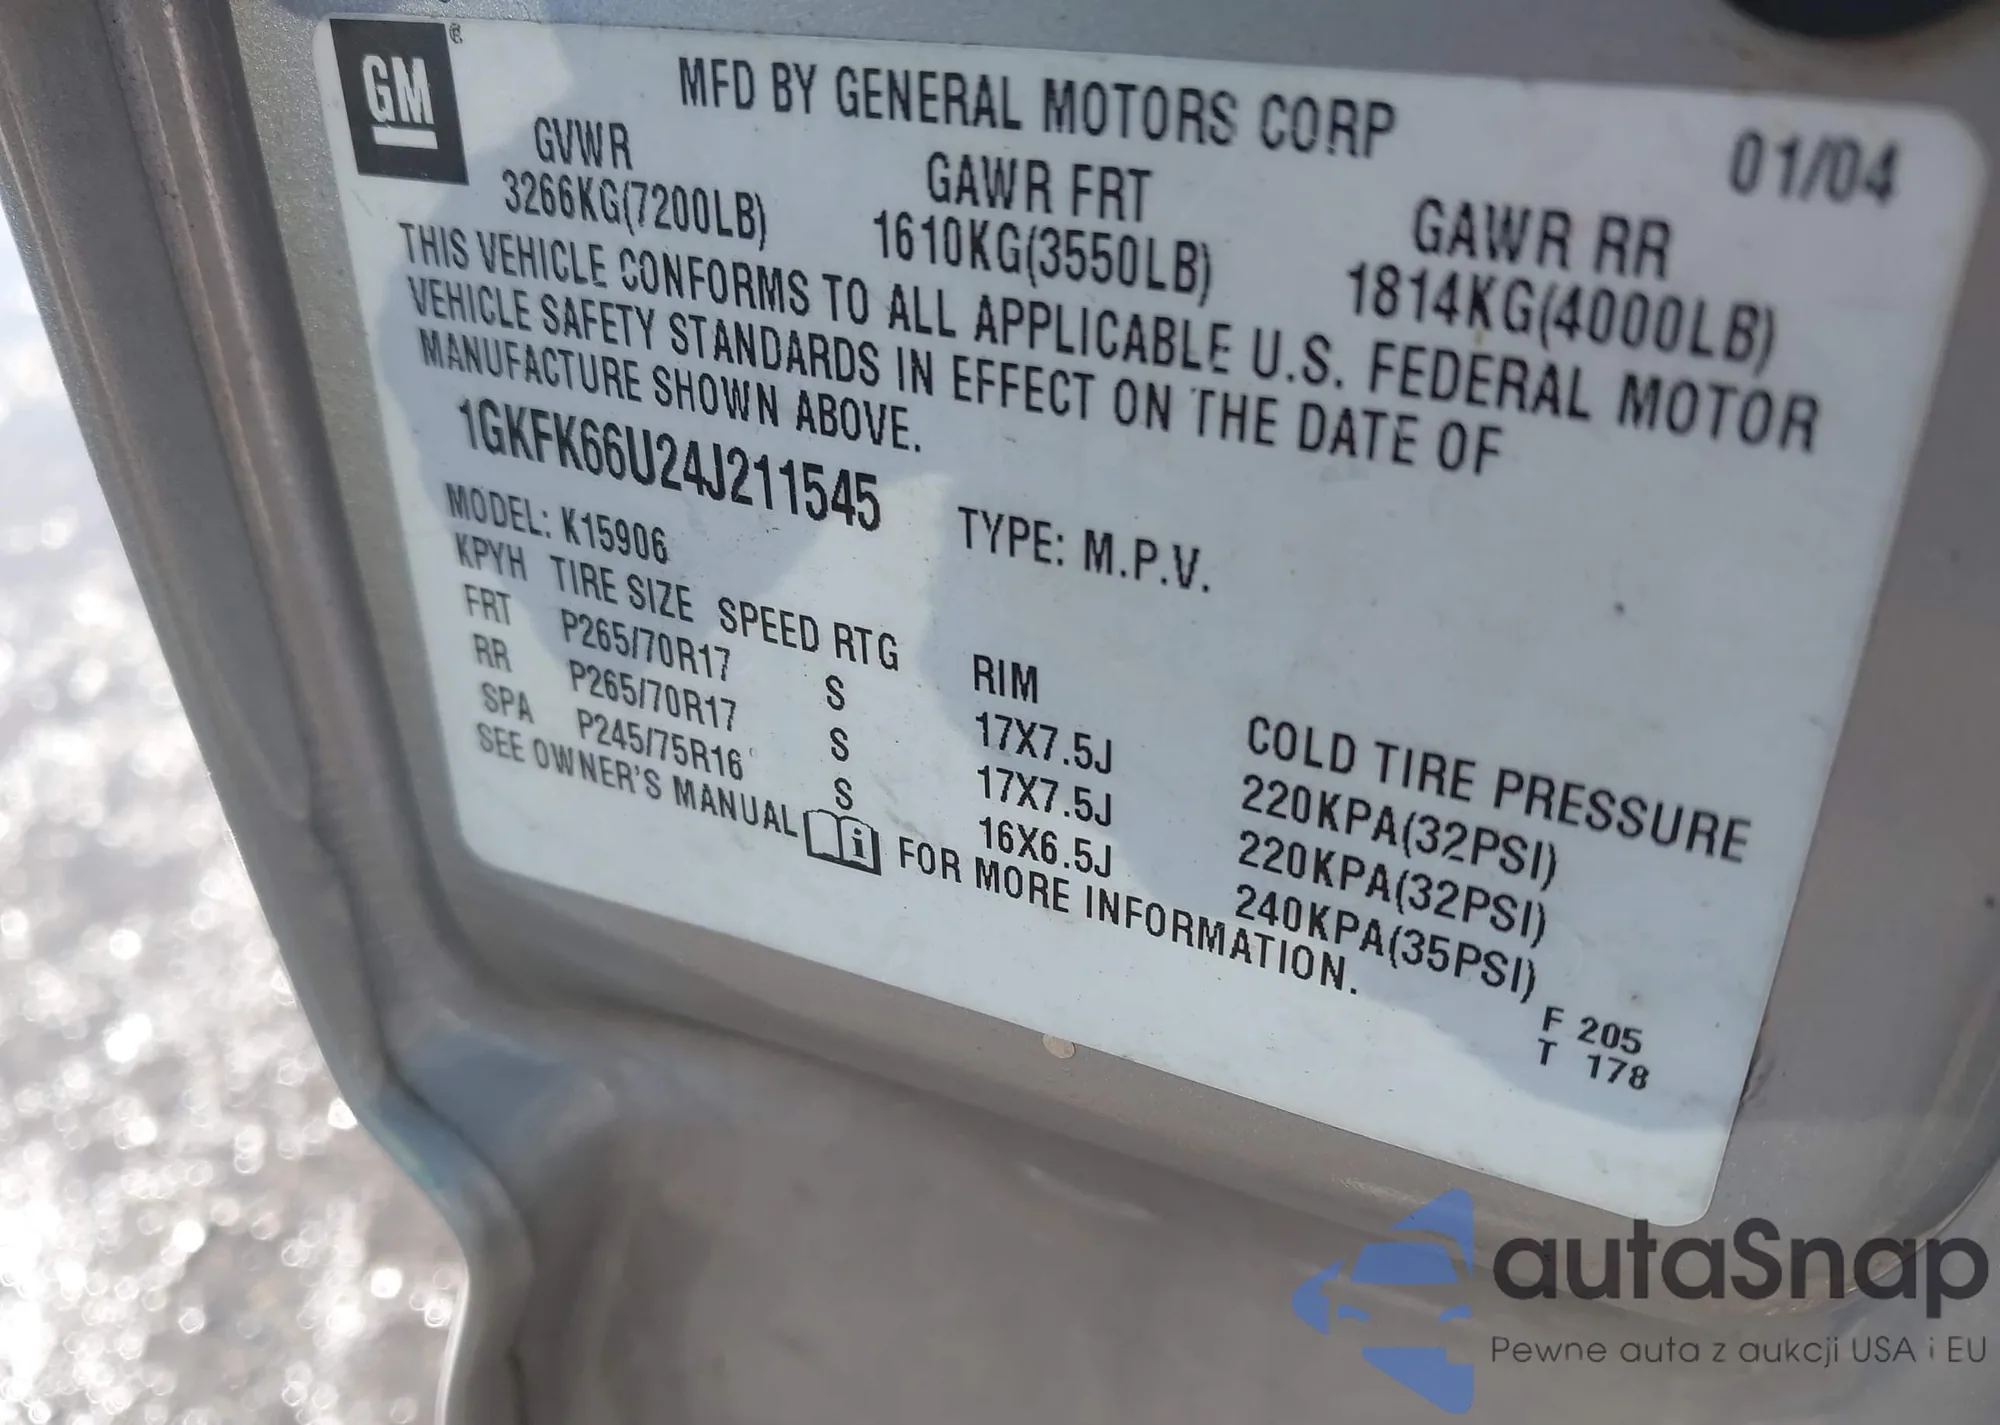 GM®
MFD BY GENERAL MOTORS CORP 01/04
GVWR GAWR FRT GAWR RR
3266KG(7200LB) 1610KG(3550LB) 1814KG(4000LB)
THIS VEHICLE CONFORMS TO ALL APPLICABLE U.S. FEDERAL MOTOR
VEHICLE SAFETY STANDARDS IN EFFECT ON THE DATE OF
MANUFACTURE SHOWN ABOVE.
1GKFK66U24J211545 TYPE: M.P.V.
MODEL: K15906
KPYH TIRE SIZE SPEED RTG RIM COLD TIRE PRESSURE
FRT P265/70R17 S 17X7.5J 220KPA(32PSI)
RR P265/70R17 S 17X7.5J 220KPA(32PSI)
SPA P245/75R16 S 16X6.5J 240KPA(35PSI)
SEE OWNER'S MANUAL i FOR MORE INFORMATION.
F 205
T 178
autaSnap
Pewne auta z aukcji USA i EU